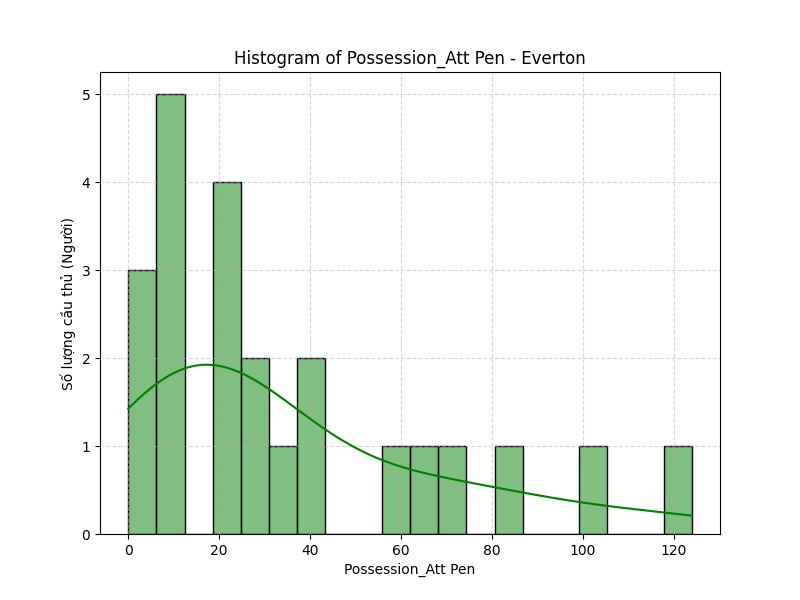 Histogram of Possession_Att Pen - Everton
5
4
3
2
1
0
Số lượng cầu thủ (Người)
0 20 40 60 80 100 120
Possession_Att Pen